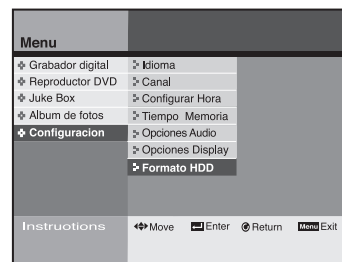 Menu
Grabador digital
Reproductor DVD
Juke Box
Album de fotos
Configuracion
Idioma
Canal
Configurar Hora
Tiempo Memoria
Opciones Audio
Opciones Display
Formato HDD
Instruotions Move Enter Return Menu Exit